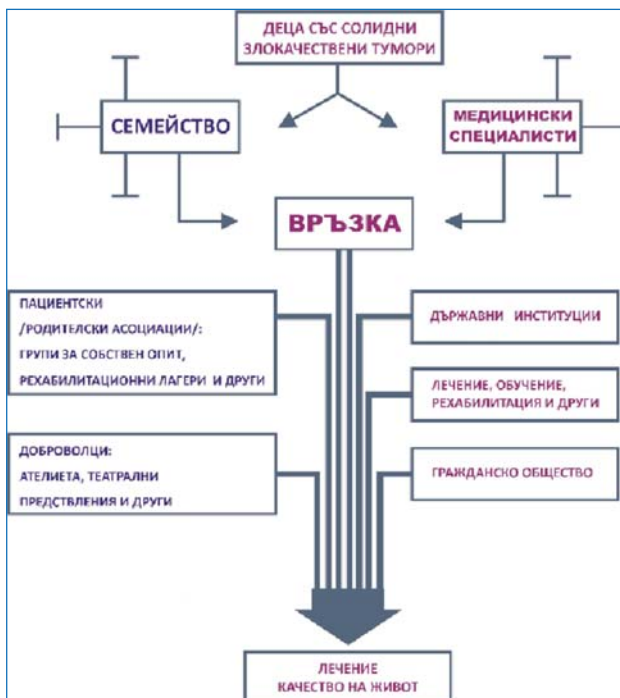 ДЕЦА СЪС СОЛИДНИ
ЗЛОКАЧЕСТВЕНИ ТУМОРИ
СЕМЕЙСТВО
МЕДИЦИНСКИ
СПЕЦИАЛИСТИ
ВРЪЗКА
ПАЦИЕНТСКИ
/РОДИТЕЛСКИ АСОЦИАЦИИ/:
ГРУПИ ЗА СОБСТВЕН ОПИТ,
РЕХАБИЛИТАЦИОННИ ЛАГЕРИ И ДРУГИ
ДЪРЖАВНИ ИНСТИТУЦИИ
ЛЕЧЕНИЕ, ОБУЧЕНИЕ,
РЕХАБИЛИТАЦИЯ И ДРУГИ
ДОБРОВОЛЦИ:
АТЕЛИЕТА, ТЕАТРАЛНИ
ПРЕДСТВЛЕНИЯ И ДРУГИ
ГРАЖДАНСКО ОБЩЕСТВО
ЛЕЧЕНИЕ
КАЧЕСТВО НА ЖИВОТ